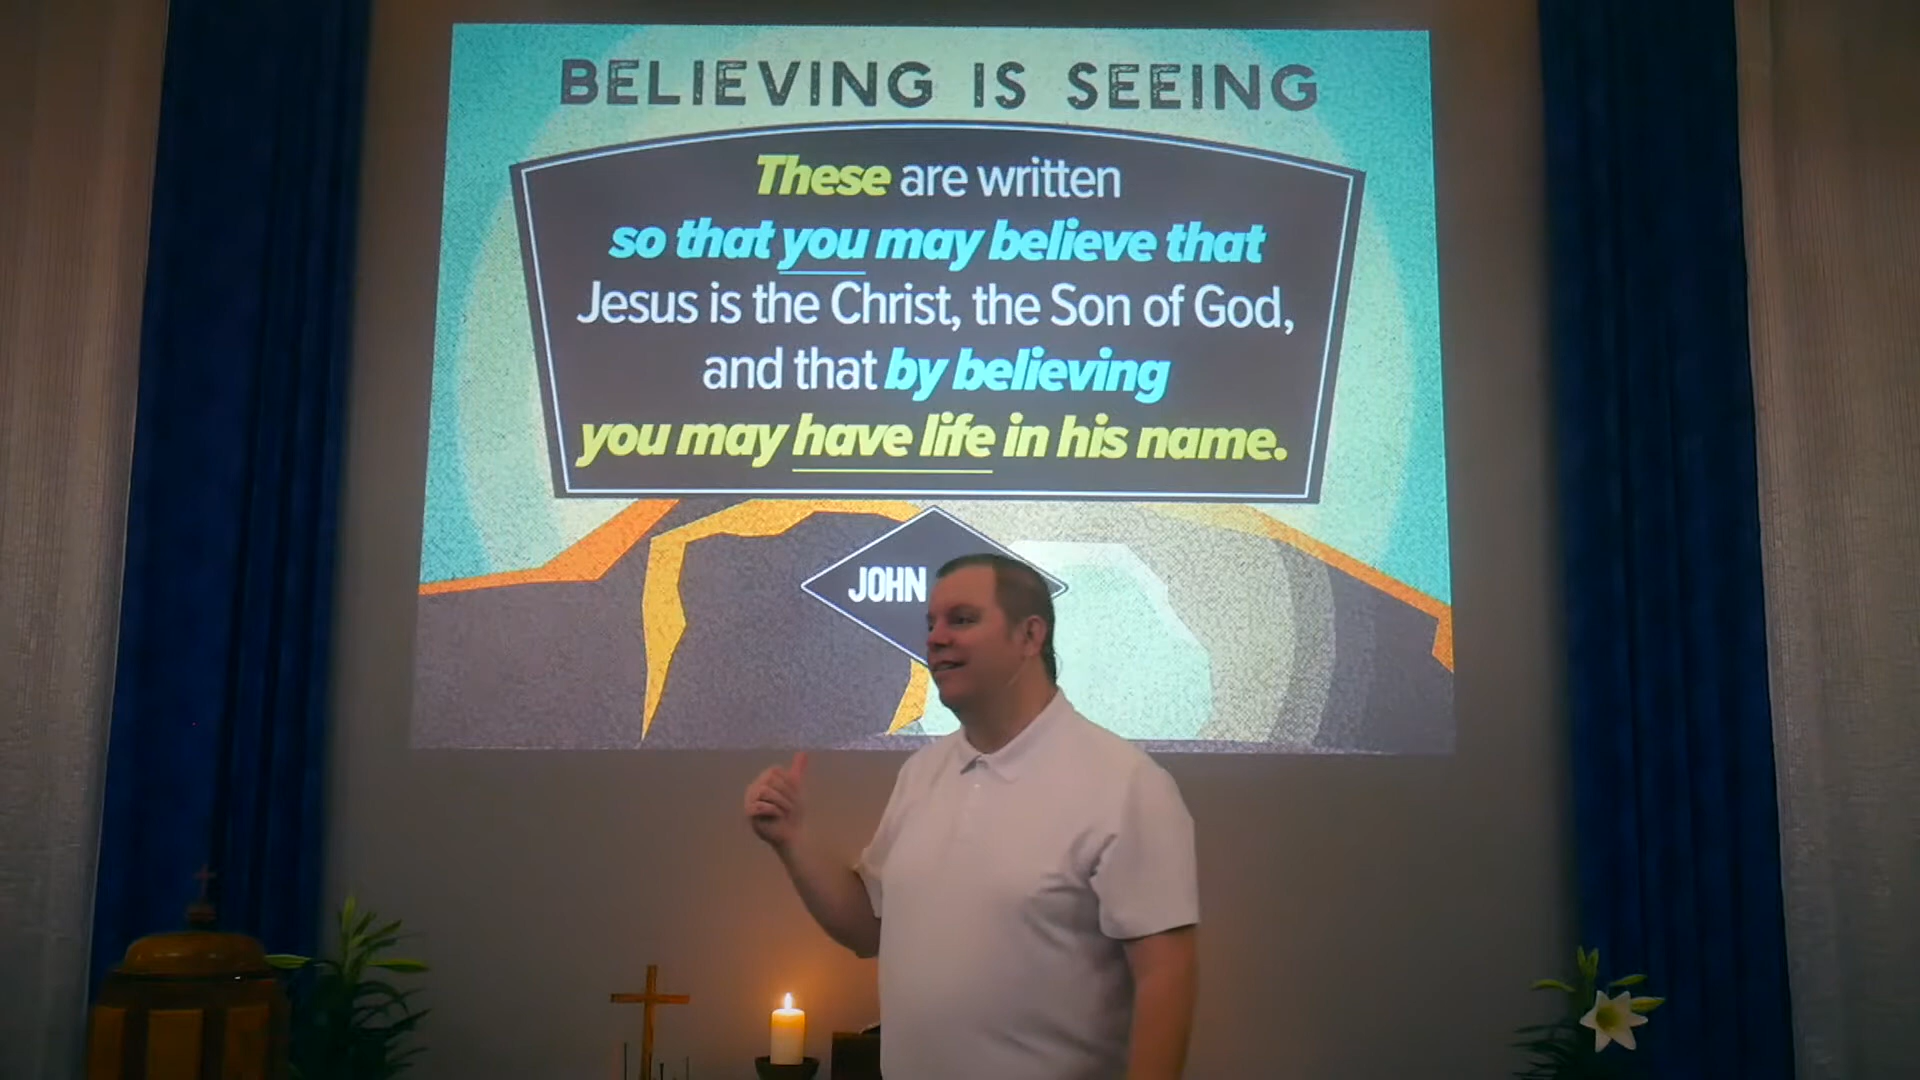 BELIEVING IS SEEING
These are written
so that you may believe that
Jesus is the Christ, the Son of God,
and that by believing
you may have life in his name.
JOHN